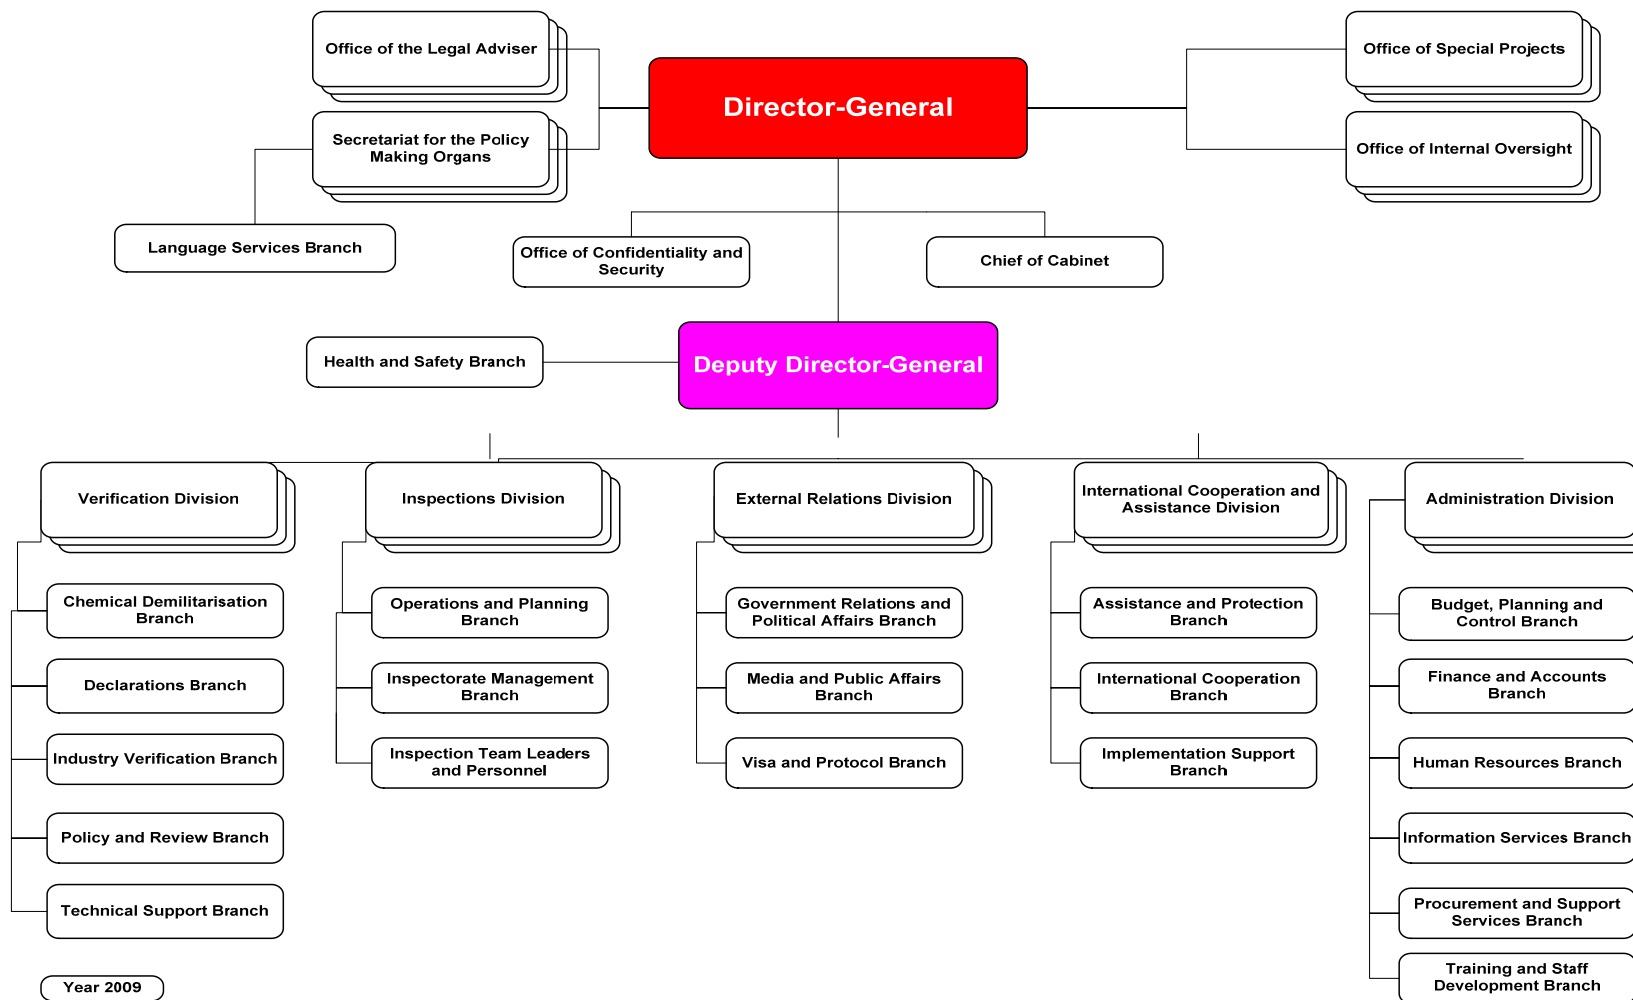 Office of the Legal Adviser
Director-General
Office of Special Projects
Secretariat for the Policy
Making Organs
Office of Internal Oversight
Language Services Branch
Office of Confidentiality and
Security
Chief of Cabinet
Health and Safety Branch
Deputy Director-General
Verification Division
Inspections Division
External Relations Division
International Cooperation and
Assistance Division
Administration Division
Chemical Demilitarisation
Branch
Operations and Planning
Branch
Government Relations and
Political Affairs Branch
Assistance and Protection
Branch
Budget, Planning and
Control Branch
Declarations Branch
Inspectorate Management
Branch
Media and Public Affairs
Branch
International Cooperation
Branch
Finance and Accounts
Branch
Industry Verification Branch
Inspection Team Leaders
and Personnel
Visa and Protocol Branch
Implementation Support
Branch
Human Resources Branch
Policy and Review Branch
Information Services Branch
Technical Support Branch
Procurement and Support
Services Branch
Training and Staff
Development Branch
Year 2009